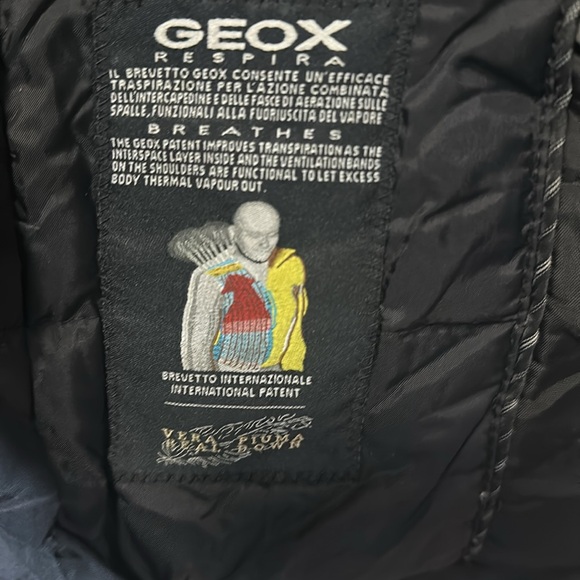 GEOX
RESPIRA
IL BREVETTO GEOX CONSENTE UN'EFFICACE
TRASPIRAZIONE PER L'AZIONE COMBINATA
DELL'INTERCAPEDINE E DELLE FASCE DI AERAZIONE SULLE
SPALLE, FUNZIONALI ALLA FUORIUSCITA DEL VAPORE
BREATHES
THE GEOX PATENT IMPROVES TRANSPIRATION AS THE
INTERSPACE LAYER INSIDE AND THE VENTILATION BANDS
ON THE SHOULDERS ARE FUNCTIONAL TO LET EXCESS
BODY THERMAL VAPOUR OUT.
BREVETTO INTERNAZIONALE
INTERNATIONAL PATENT
VERA PIUMA
REAL DOWN